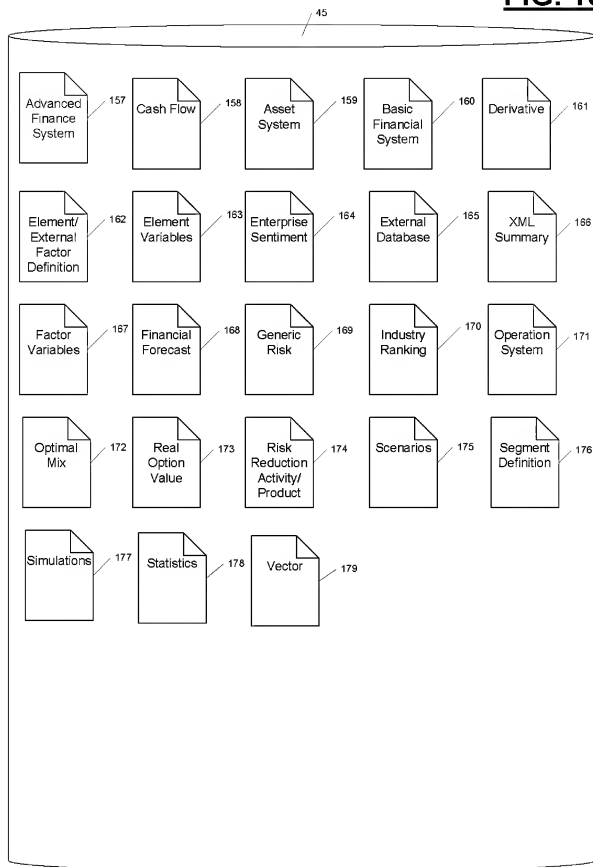 FIG.
45
Advanced
Finance
System
157
Cash Flow
158
Asset
System
159
Basic
Financial
System
160
Derivative
161
Element/
External
Factor
Definition
162
Element
Variables
163
Enterprise
Sentiment
164
External
Database
165
XML
Summary
166
Factor
Variables
167
Financial
Forecast
168
Generic
Risk
169
Industry
Ranking
170
Operation
System
171
Optimal
Mix
172
Real
Option
Value
173
Risk
Reduction
Activity/
Product
174
Scenarios
175
Segment
Definition
176
Simulations
177
Statistics
178
Vector
179